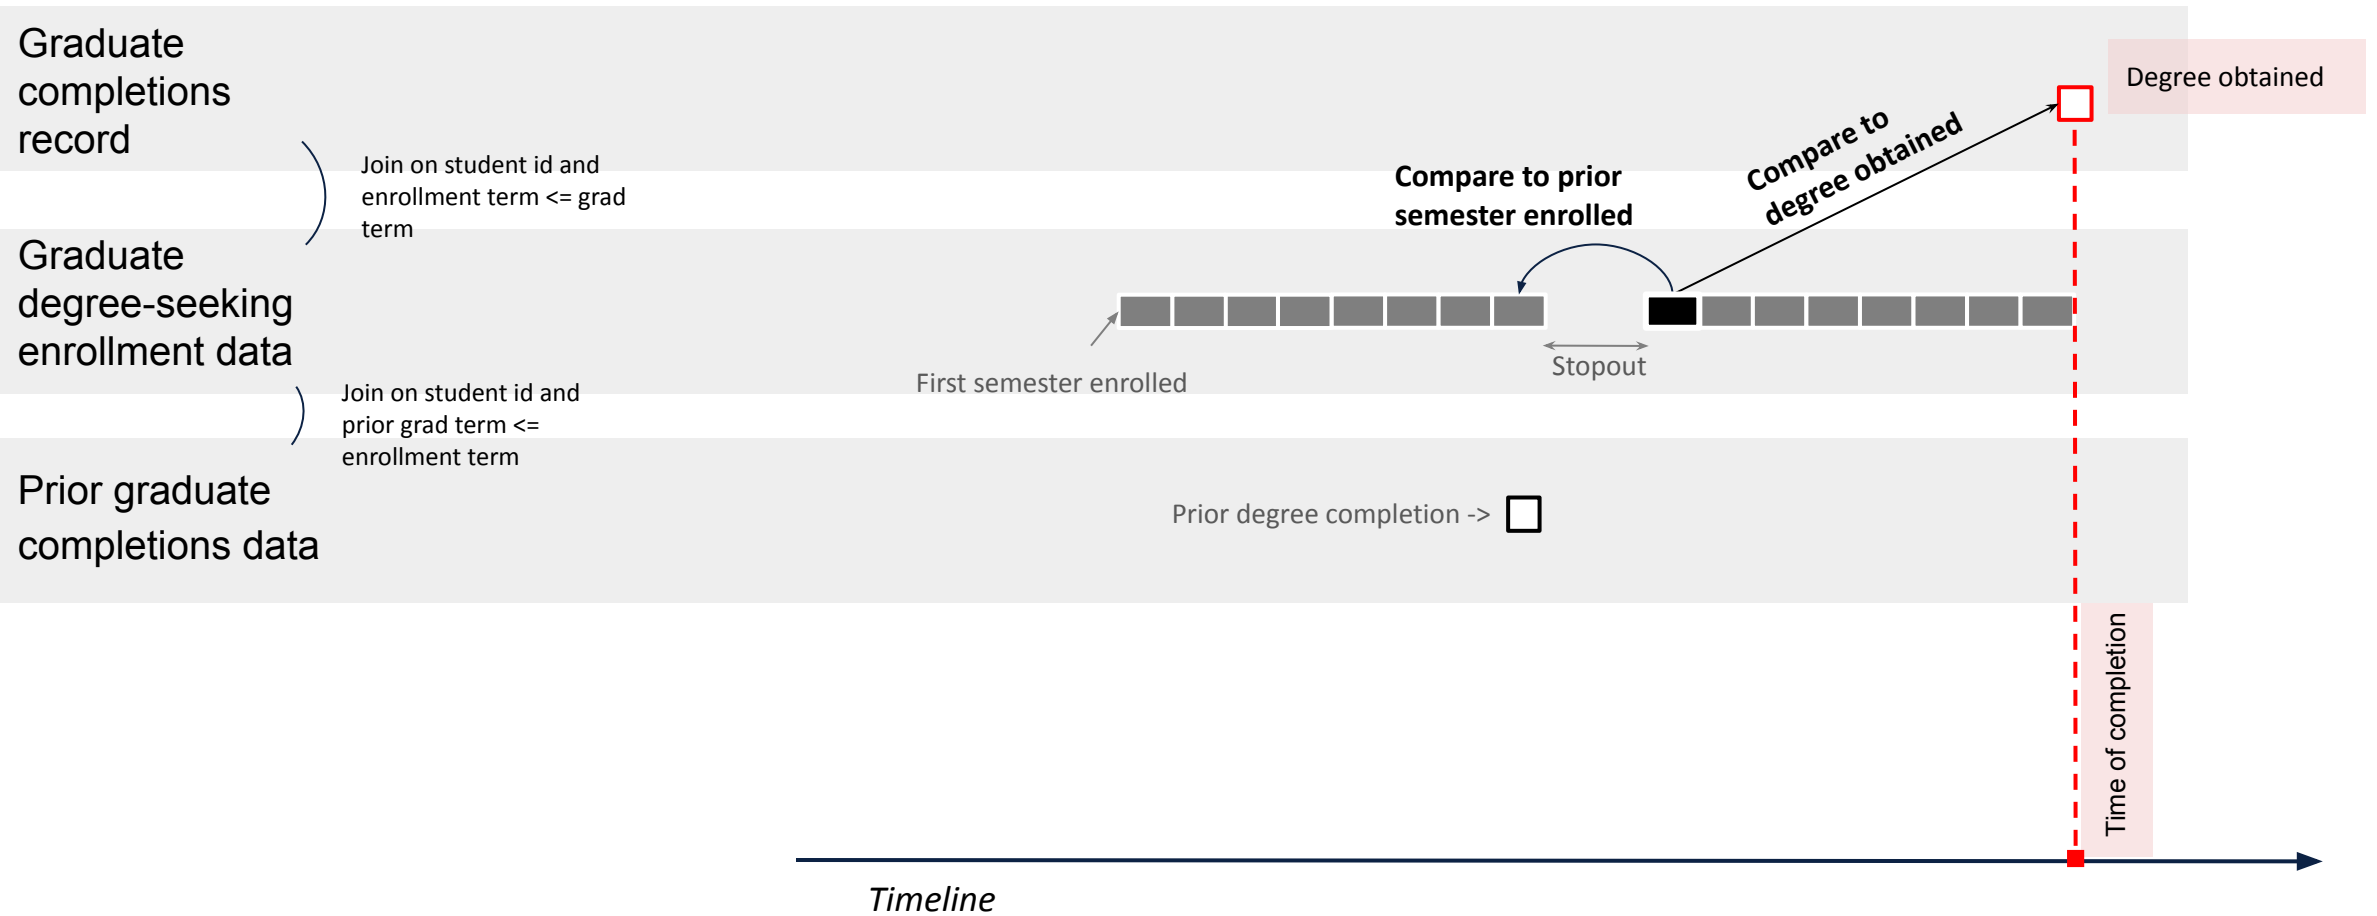 Graduate
completions
record
Join on student id and
enrollment term <= grad
term
Graduate
degree-seeking
enrollment data
Join on student id and
prior grad term <=
enrollment term
Prior graduate
completions data
Compare to prior
semester enrolled
Compare to
degree obtained
Degree obtained
First semester enrolled
Stopout
Prior degree completion ->
Time of completion
Timeline